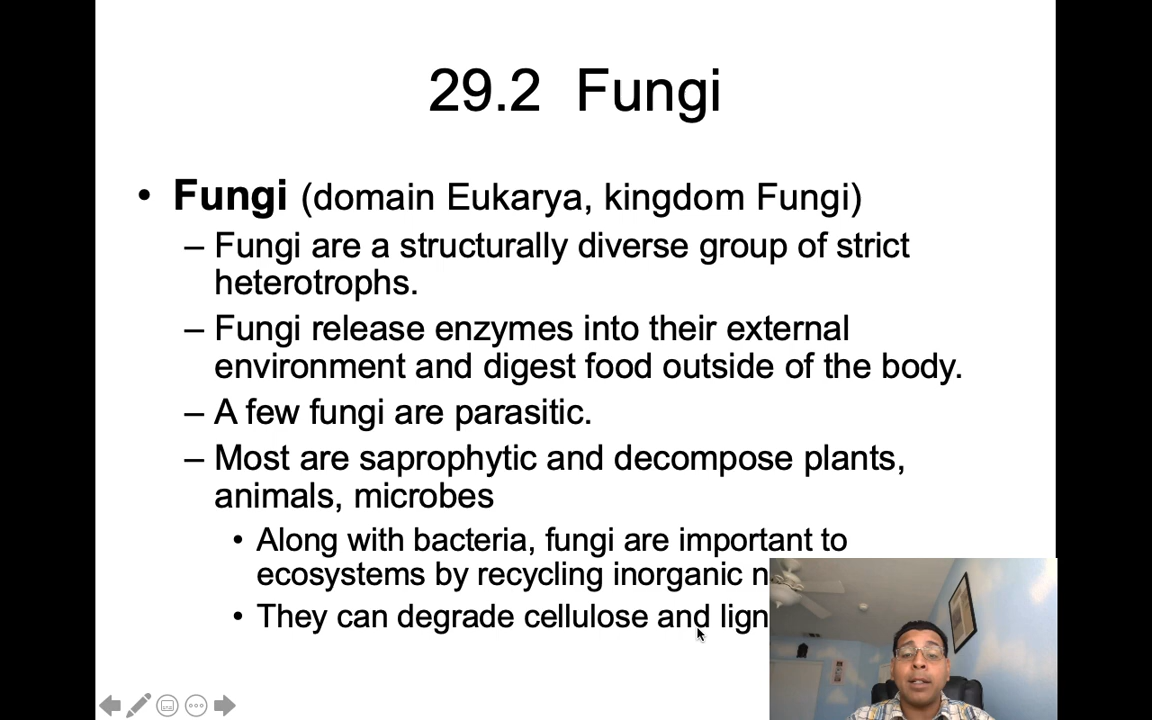 29.2 Fungi
• Fungi (domain Eukarya, kingdom Fungi)
– Fungi are a structurally diverse group of strict
heterotrophs.
– Fungi release enzymes into their external
environment and digest food outside of the body.
– A few fungi are parasitic.
– Most are saprophytic and decompose plants,
animals, microbes
• Along with bacteria, fungi are important to
ecosystems by recycling inorganic
• They can degrade cellulose and